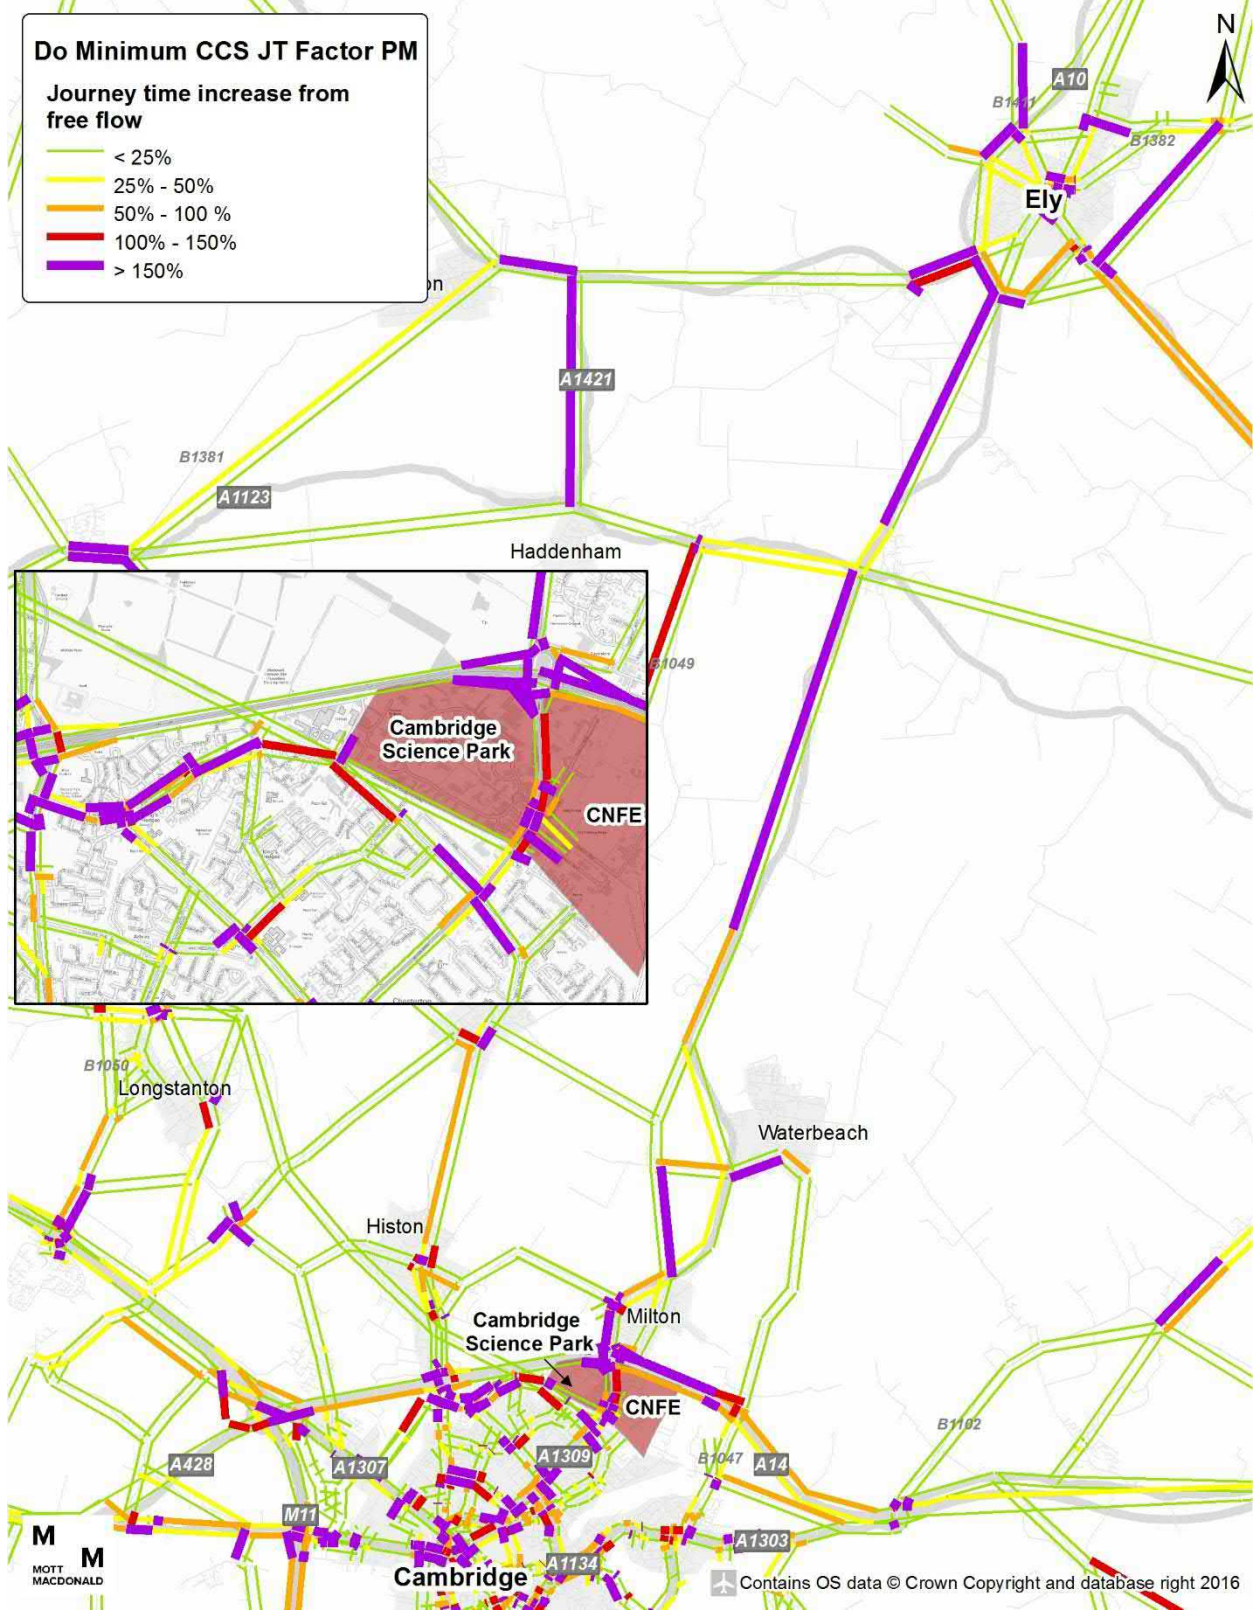 Do Minimum CCS JT Factor PM
Journey time increase from
free flow
< 25%
25% - 50%
50% - 100 %
100% - 150%
> 150%
N
A10
B1411
B1382
Ely
on
A1421
B1381
A1123
Haddenham
B1049
Cambridge
Science Park
CNFE
B1050
Longstanton
Waterbeach
Histon
Cambridge
Science Park
Milton
CNFE
B1102
A428
A1307
A1309
B1047
A14
M11
A1303
A1134
Cambridge
M
M
MOTT
MACDONALD
Contains OS data © Crown Copyright and database right 2016